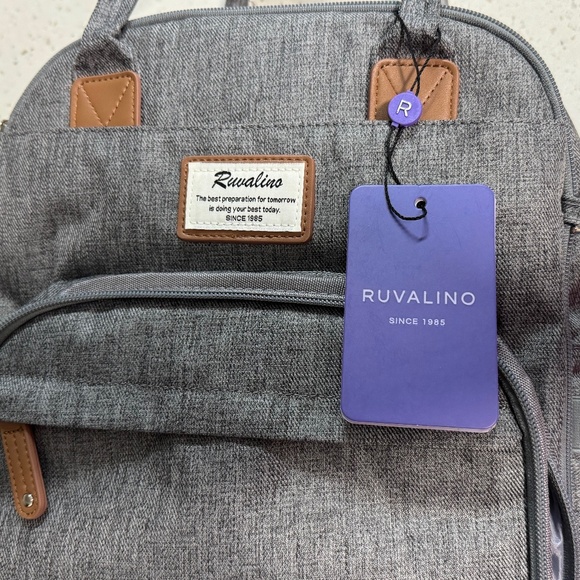 R
Ruvalino
The best preparation for tomorrow
is doing your best today.
SINCE 1985
RUVALINO
SINCE 1985